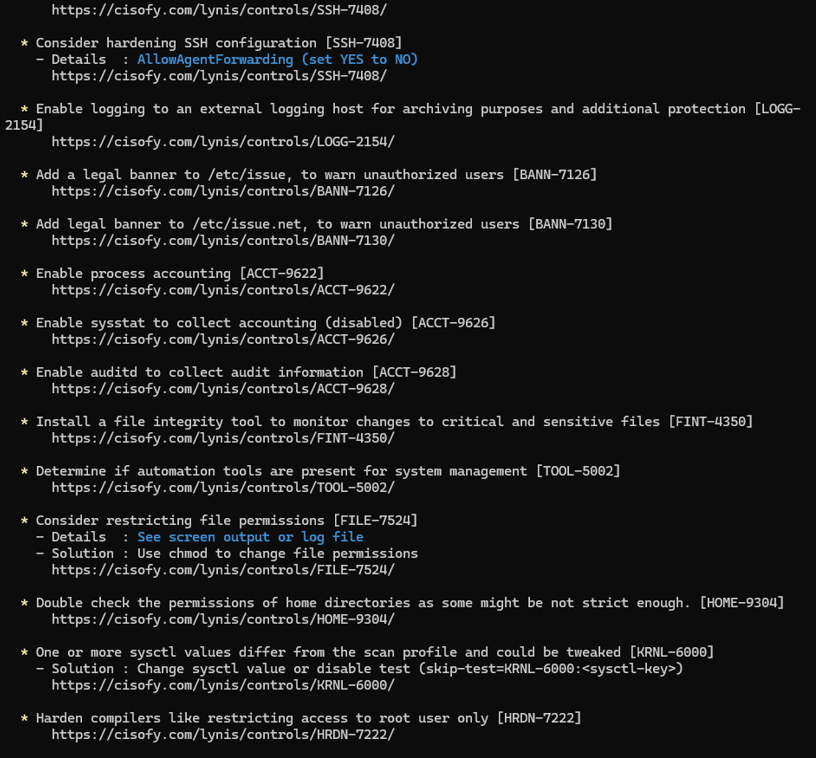 https://cisofy.com/lynis/controls/SSH-7408/
* Consider hardening SSH configuration [SSH-7408]
- Details  : AllowAgentForwarding (set YES to NO)
https://cisofy.com/lynis/controls/SSH-7408/
* Enable logging to an external logging host for archiving purposes and additional protection [LOGG-
2154]
https://cisofy.com/lynis/controls/LOGG-2154/
* Add a legal banner to /etc/issue, to warn unauthorized users [BANN-7126]
https://cisofy.com/lynis/controls/BANN-7126/
* Add legal banner to /etc/issue.net, to warn unauthorized users [BANN-7130]
https://cisofy.com/lynis/controls/BANN-7130/
* Enable process accounting [ACCT-9622]
https://cisofy.com/lynis/controls/ACCT-9622/
* Enable sysstat to collect accounting (disabled) [ACCT-9626]
https://cisofy.com/lynis/controls/ACCT-9626/
* Enable auditd to collect audit information [ACCT-9628]
https://cisofy.com/lynis/controls/ACCT-9628/
* Install a file integrity tool to monitor changes to critical and sensitive files [FINT-4350]
https://cisofy.com/lynis/controls/FINT-4350/
* Determine if automation tools are present for system management [TOOL-5002]
https://cisofy.com/lynis/controls/TOOL-5002/
* Consider restricting file permissions [FILE-7524]
- Details  : See screen output or log file
- Solution : Use chmod to change file permissions
https://cisofy.com/lynis/controls/FILE-7524/
* Double check the permissions of home directories as some might be not strict enough. [HOME-9304]
https://cisofy.com/lynis/controls/HOME-9304/
* One or more sysctl values differ from the scan profile and could be tweaked [KRNL-6000]
- Solution : Change sysctl value or disable test (skip-test=KRNL-6000:<sysctl-key>)
https://cisofy.com/lynis/controls/KRNL-6000/
* Harden compilers like restricting access to root user only [HRDN-7222]
https://cisofy.com/lynis/controls/HRDN-7222/